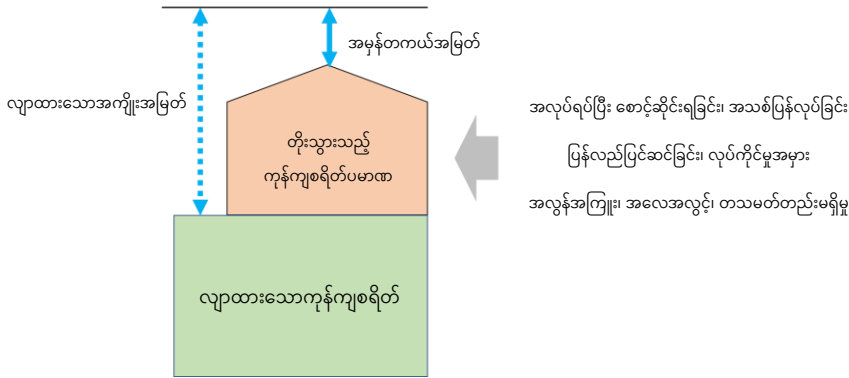 အမှန်တကယ်အမြတ်
လျာထားသောအကျိုးအမြတ်
တိုးသွားသည့်
ကုန်ကျစရိတ်ပမာဏ
လျာထားသောကုန်ကျစရိတ်
အလုပ်ရပ်ပြီး စောင့်ဆိုင်းရခြင်း၊ အသစ်ပြန်လုပ်ခြင်း
ပြန်လည်ပြင်ဆင်ခြင်း၊ လုပ်ကိုင်မှုအမှား
အလွန်အကြူး၊ အလေအလွင့်၊ တသမတ်တည်းမရှိမှု